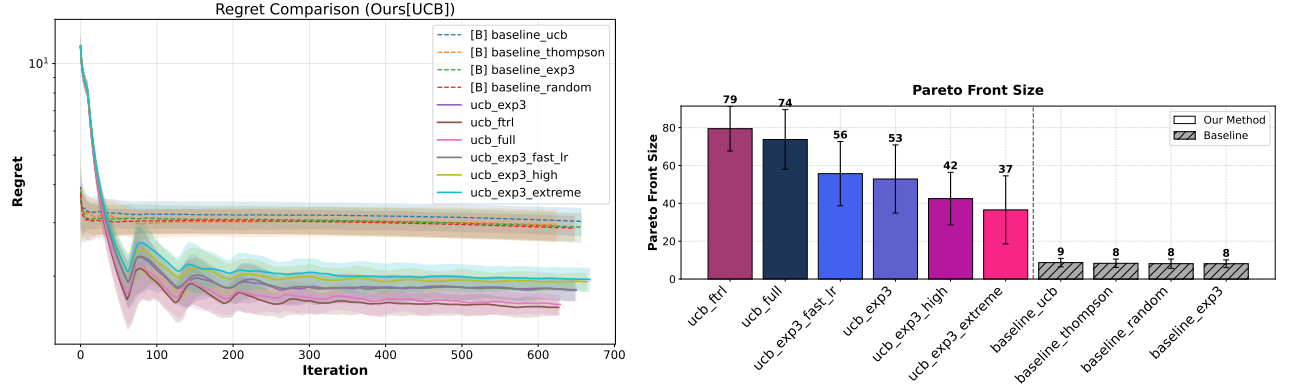 Regret Comparison (Ours[UCB])
Regret
10¹
[B] baseline_ucb
[B] baseline_thompson
[B] baseline_exp3
[B] baseline_random
ucb_exp3
ucb_ftrl
ucb_full
ucb_exp3_fast_lr
ucb_exp3_high
ucb_exp3_extreme
0 100 200 300 400 500 600 700
Iteration
Pareto Front Size
Pareto Front Size
80
60
40
20
0
79 74 56 53 42 37 9 8 8 8
Our Method
Baseline
ucb_ftrl
ucb_full
ucb_exp3_fast_lr
ucb_exp3
ucb_exp3_high
ucb_exp3_extreme
baseline_ucb
baseline_thompson
baseline_random
baseline_exp3